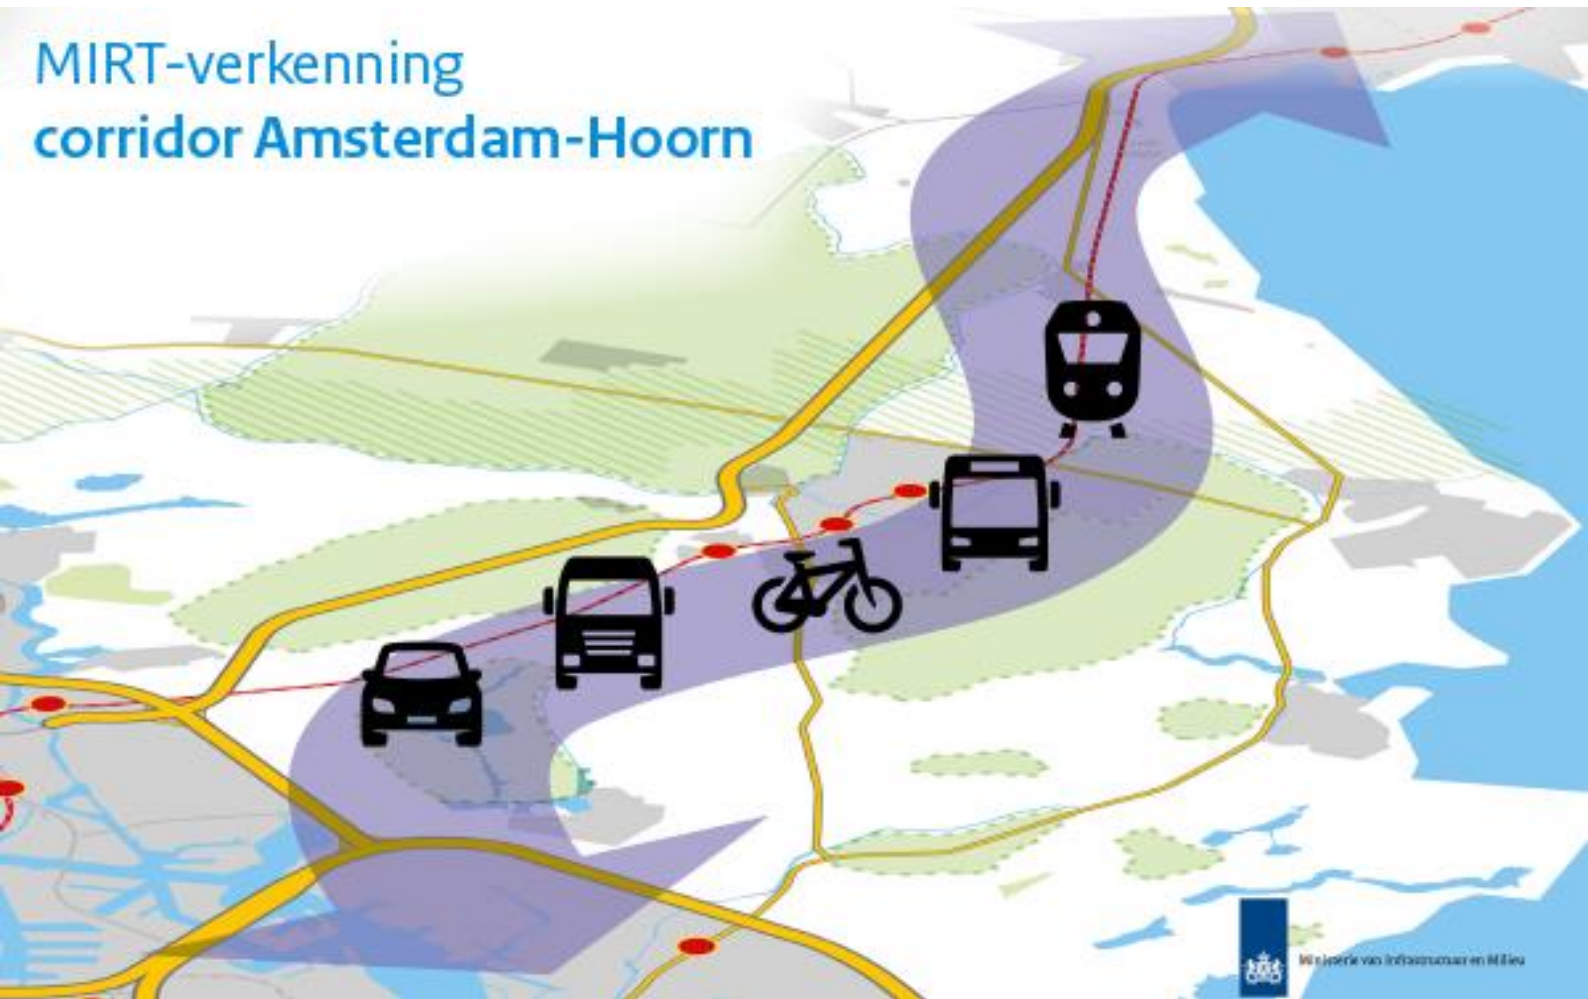 MIRT-verkenning
corridor Amsterdam-Hoorn
Ministerie van Infrastructuur en Milieu